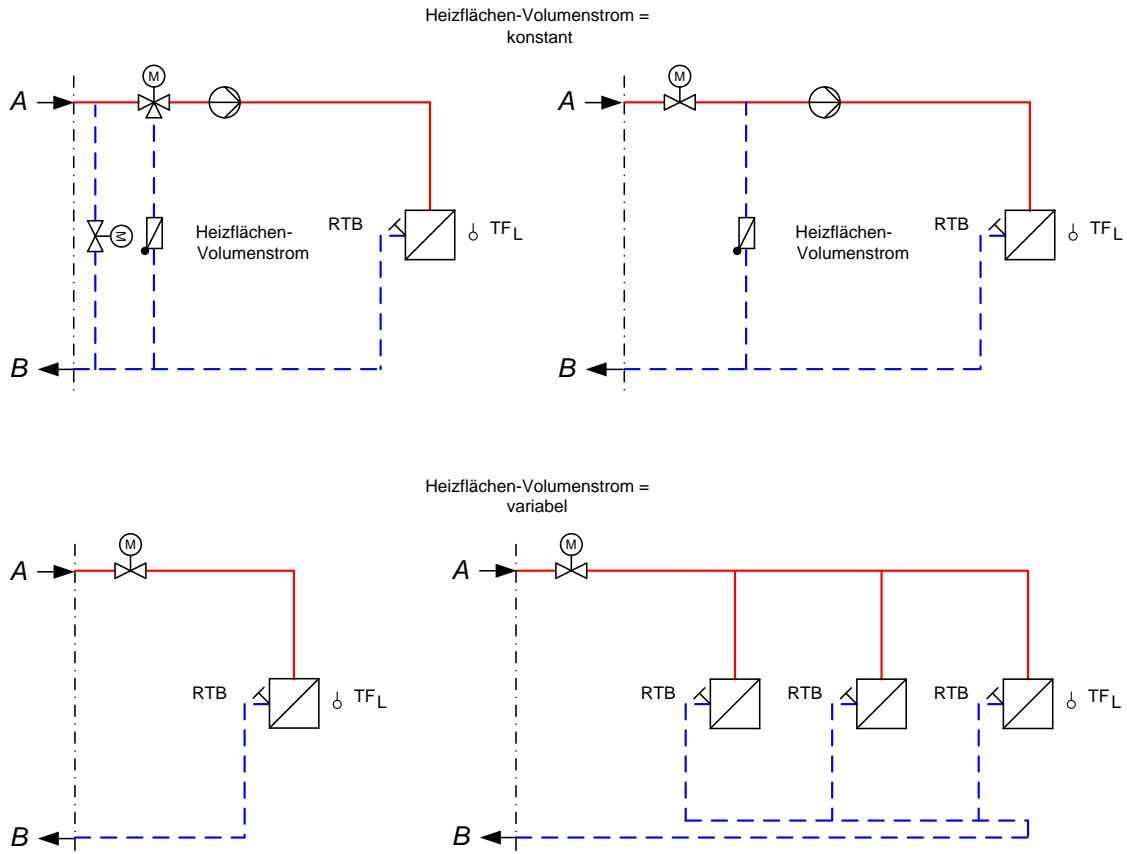 Heizflächen-Volumenstrom =
konstant
M
A
M
Heizflächen-
Volumenstrom
RTB
TFL
B
M
A
Heizflächen-
Volumenstrom
RTB
TFL
B
Heizflächen-Volumenstrom =
variabel
M
A
RTB
TFL
B
M
A
RTB
RTB
RTB
TFL
B